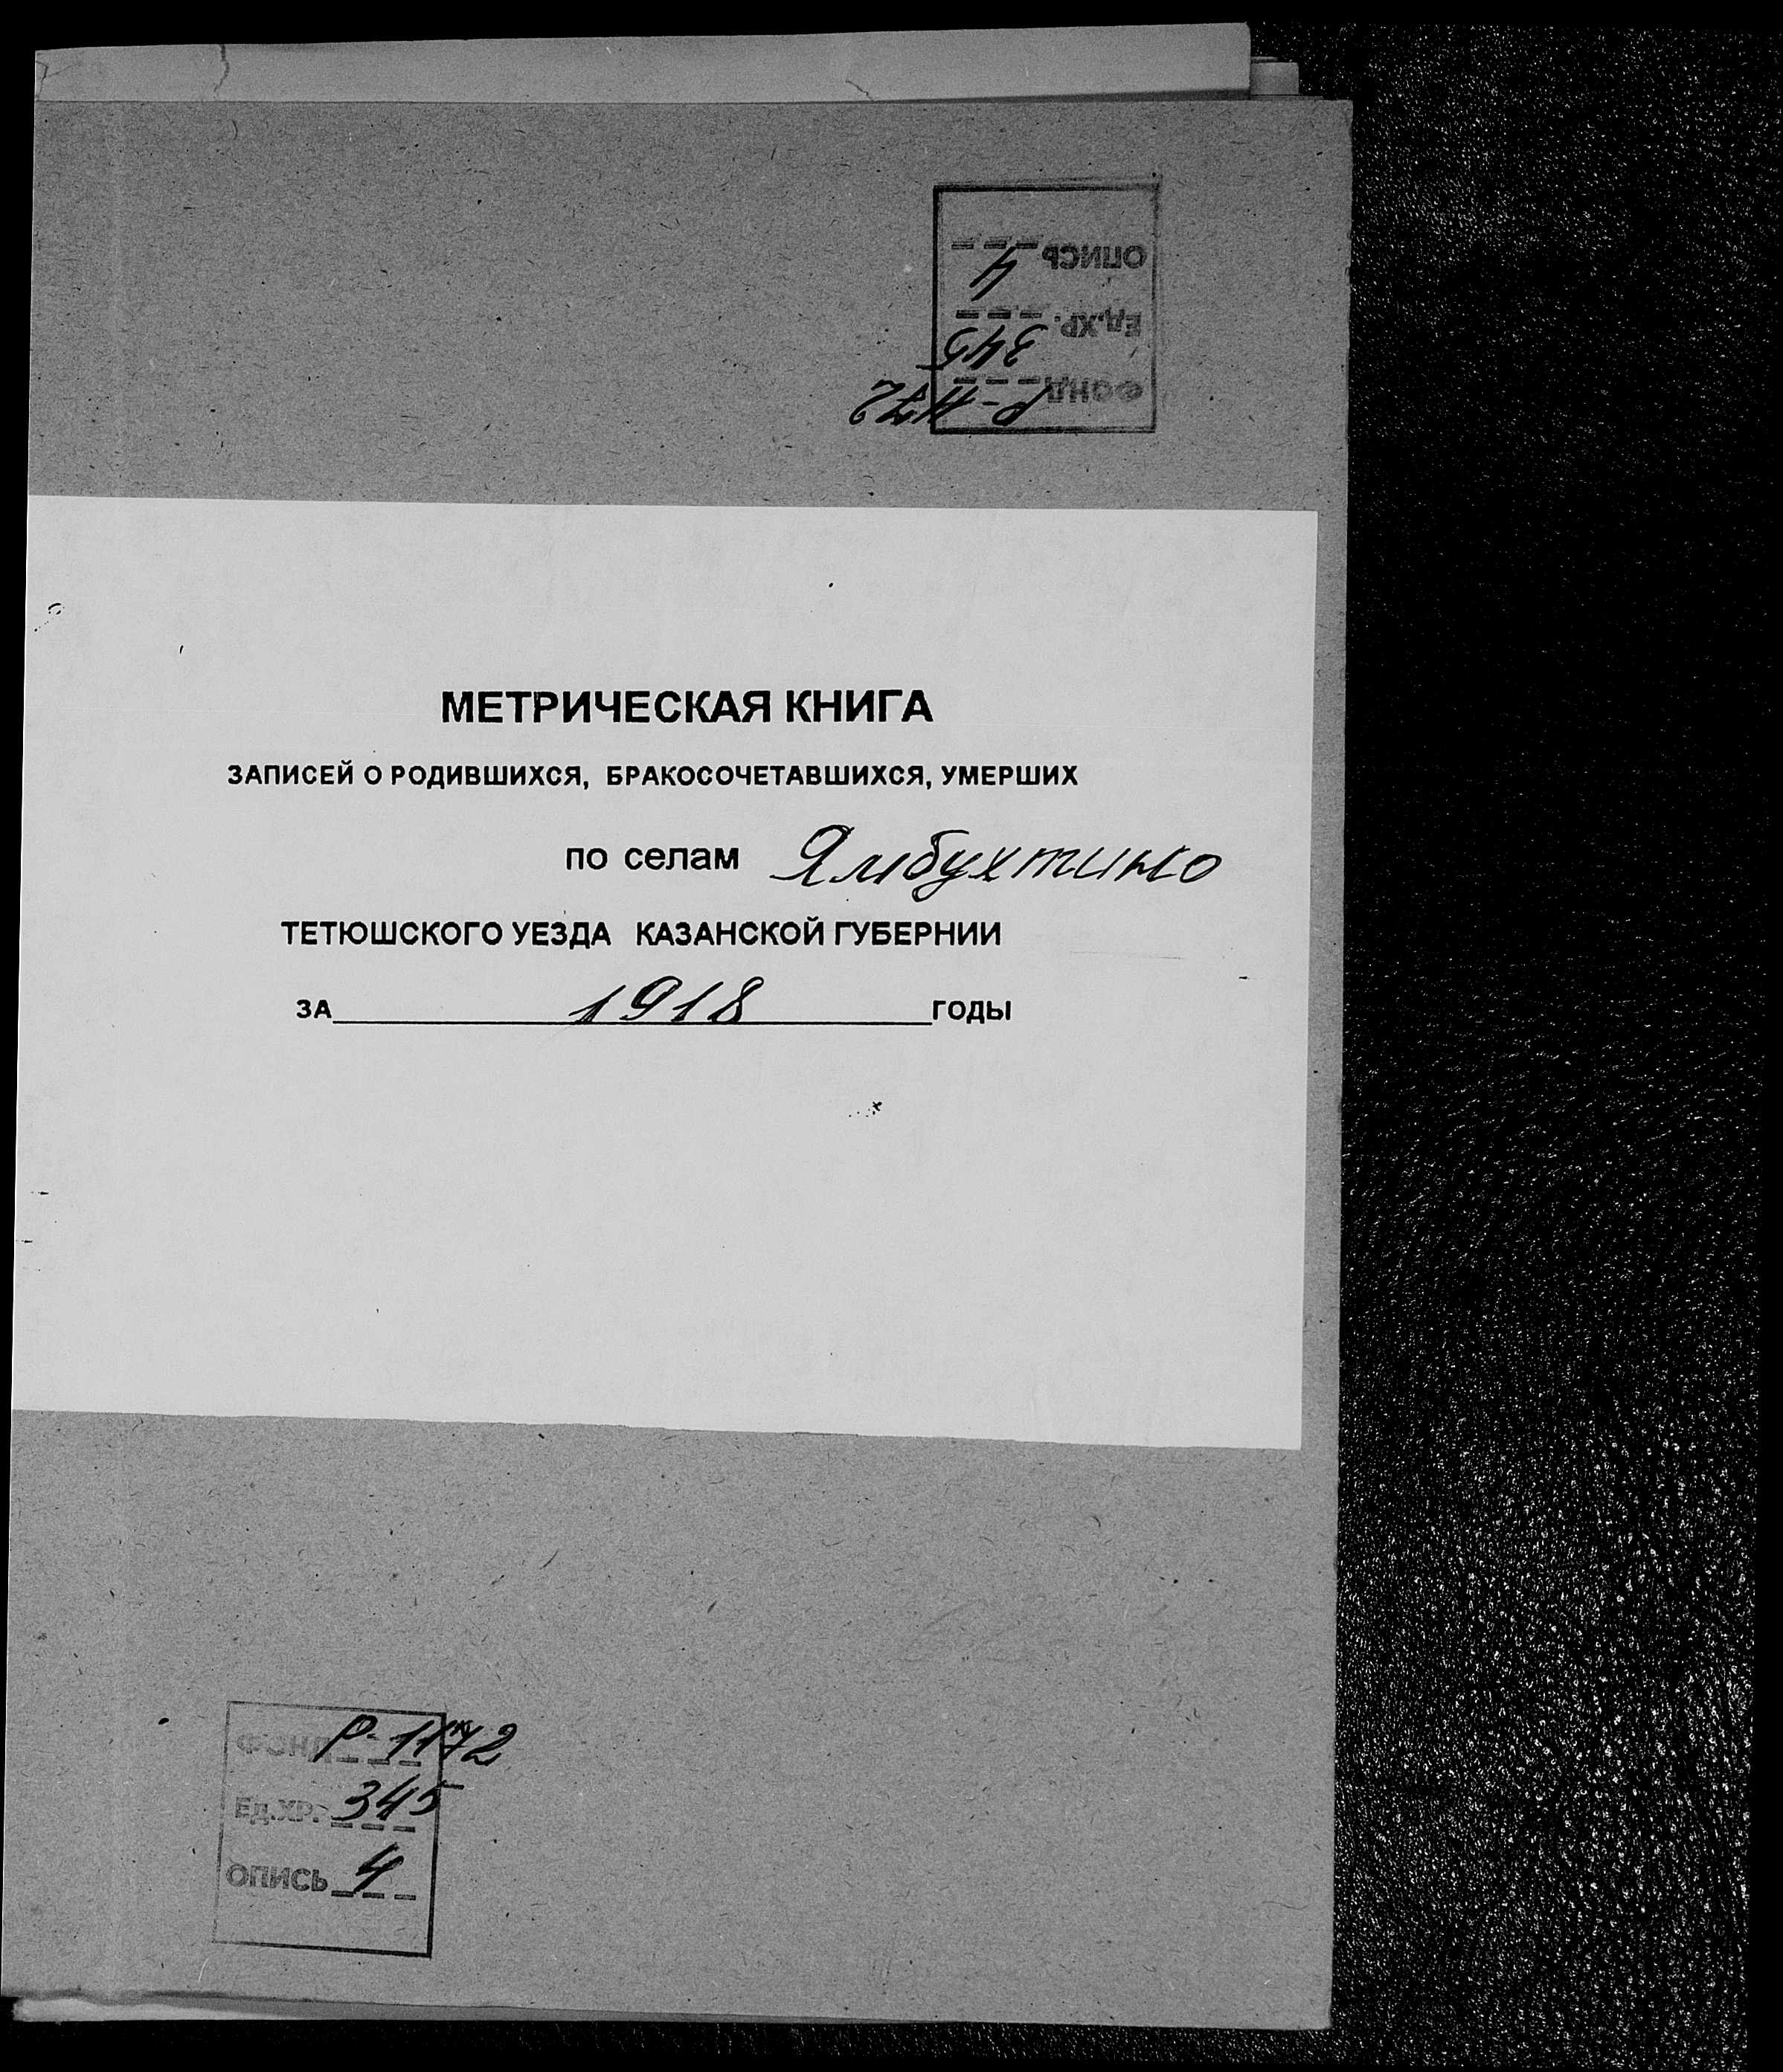 ОПИСЬ 4
Ед.ХР. 345
ФОНД Р-1172
МЕТРИЧЕСКАЯ КНИГА
ЗАПИСЕЙ О РОДИВШИХСЯ, БРАКОСОЧЕТАВШИХСЯ, УМЕРШИХ
по селам Ямбухтино
ТЕТЮШСКОГО УЕЗДА КАЗАНСКОЙ ГУБЕРНИИ
ЗА 1918 ГОДЫ
ФОНД Р-1172
Ед.ХР. 345
ОПИСЬ 4